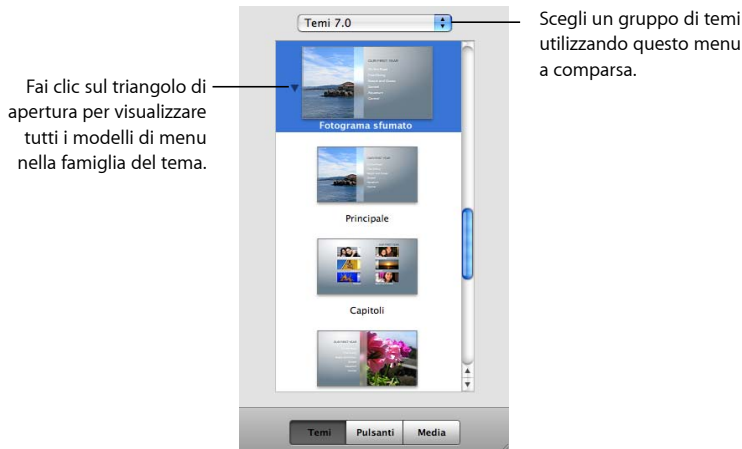 Temi 7.0
Scegli un gruppo di temi
utilizzando questo menu
a comparsa.
Fai clic sul triangolo di
apertura per visualizzare
tutti i modelli di menu
nella famiglia del tema.
Fotograma sfumato
Principale
Capitoli
Temi
Pulsanti
Media